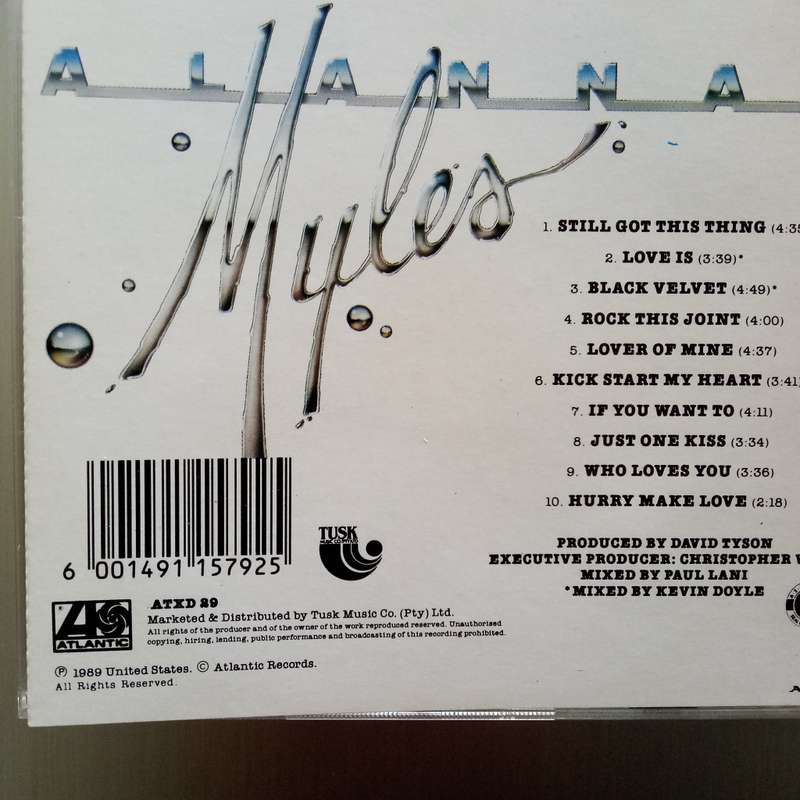 ALANNA
Myles
1. STILL GOT THIS THING (4:35
2. LOVE IS (3:39)*
3. BLACK VELVET (4:49)*
4. ROCK THIS JOINT (4:00)
5. LOVER OF MINE (4:37)
6. KICK START MY HEART (3:41)
7. IF YOU WANT TO (4:11)
8. JUST ONE KISS (3:34)
9. WHO LOVES YOU (3:36)
10. HURRY MAKE LOVE (2:18)
PRODUCED BY DAVID TYSON
EXECUTIVE PRODUCER: CHRISTOPHER W
MIXED BY PAUL LANI
*MIXED BY KEVIN DOYLE
6 001491 157925
TUSK
MUSIC COMPANY
ATLANTIC
ATXD 29
Marketed & Distributed by Tusk Music Co. (Pty) Ltd.
All rights of the producer and of the owner of the work reproduced reserved. Unauthorised
copying, hiring, lending, public performance and broadcasting of this recording prohibited.
℗ 1989 United States. © Atlantic Records.
All Rights Reserved.